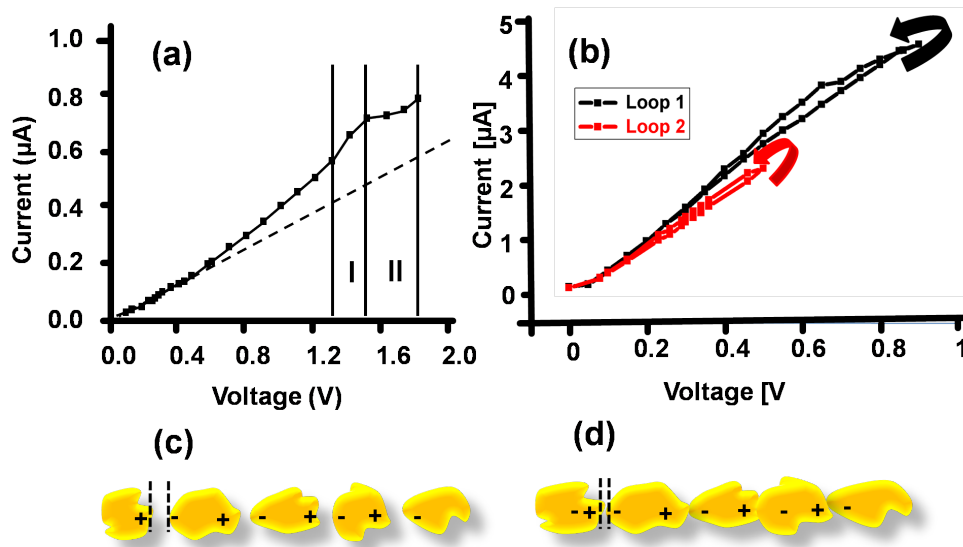 (a)
1.0
0.8
0.6
0.4
0.2
0.0
Current (µA)
I
II
0.0
0.4
0.8
1.2
1.6
2.0
Voltage (V)
(b)
5
4
3
2
1
0
Current [µA]
Loop 1
Loop 2
0
0.2
0.4
0.6
0.8
1
Voltage [V
(c)
+ - + - + - + -
(d)
- + - + - + - + -